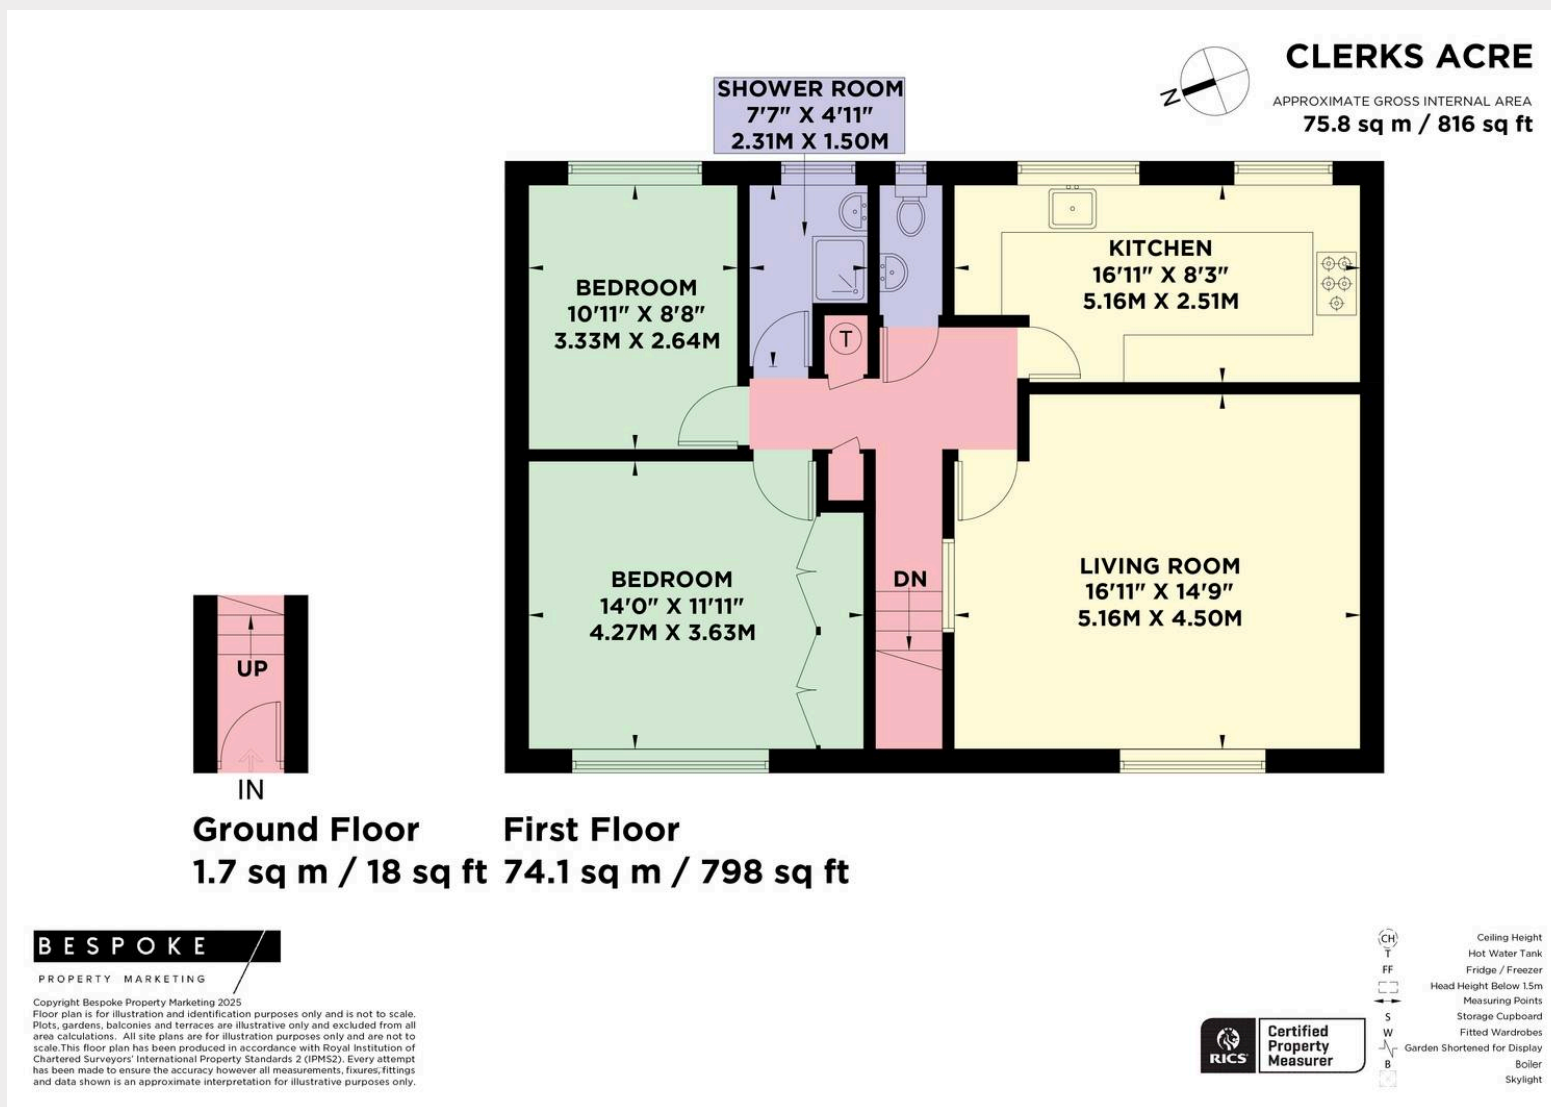 CLERKS ACRE
N
APPROXIMATE GROSS INTERNAL AREA
75.8 sq m / 816 sq ft
SHOWER ROOM
7'7" X 4'11"
2.31M X 1.50M
BEDROOM
10'11" X 8'8"
3.33M X 2.64M
T
KITCHEN
16'11" X 8'3"
5.16M X 2.51M
BEDROOM
14'0" X 11'11"
4.27M X 3.63M
DN
LIVING ROOM
16'11" X 14'9"
5.16M X 4.50M
UP
IN
Ground Floor
1.7 sq m / 18 sq ft
First Floor
74.1 sq m / 798 sq ft
BESPOKE
PROPERTY MARKETING
Copyright Bespoke Property Marketing 2025
Floor plan is for illustration and identification purposes only and is not to scale.
Plots, gardens, balconies and terraces are illustrative only and excluded from all
area calculations. All site plans are for illustration purposes only and are not to
scale.This floor plan has been produced in accordance with Royal Institution of
Chartered Surveyors' International Property Standards 2 (IPMS2). Every attempt
has been made to ensure the accuracy however all measurements, fixures, fittings
and data shown is an approximate interpretation for illustrative purposes only.
RICS
Certified
Property
Measurer
CH Ceiling Height
T Hot Water Tank
FF Fridge / Freezer
Head Height Below 1.5m
Measuring Points
S Storage Cupboard
W Fitted Wardrobes
Garden Shortened for Display
B Boiler
Skylight